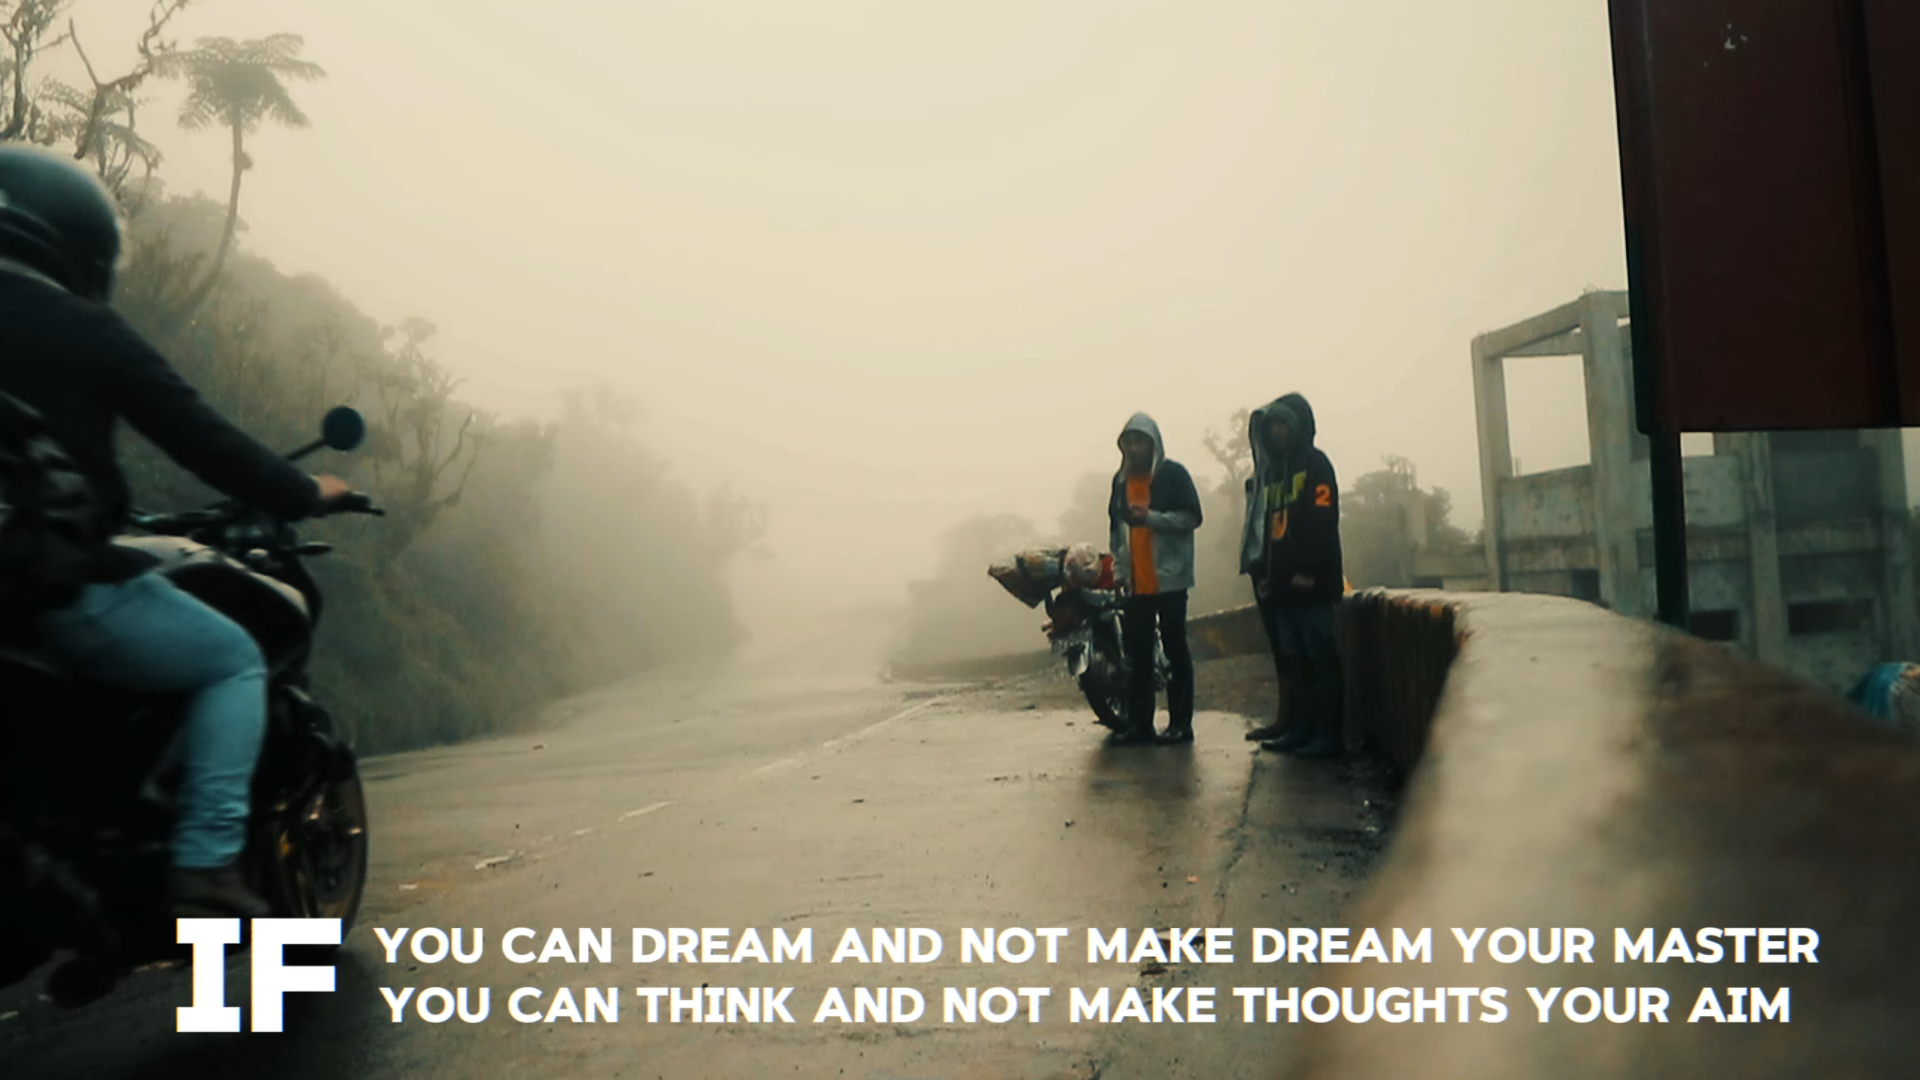 IF YOU CAN DREAM AND NOT MAKE DREAM YOUR MASTER
YOU CAN THINK AND NOT MAKE THOUGHTS YOUR AIM
2